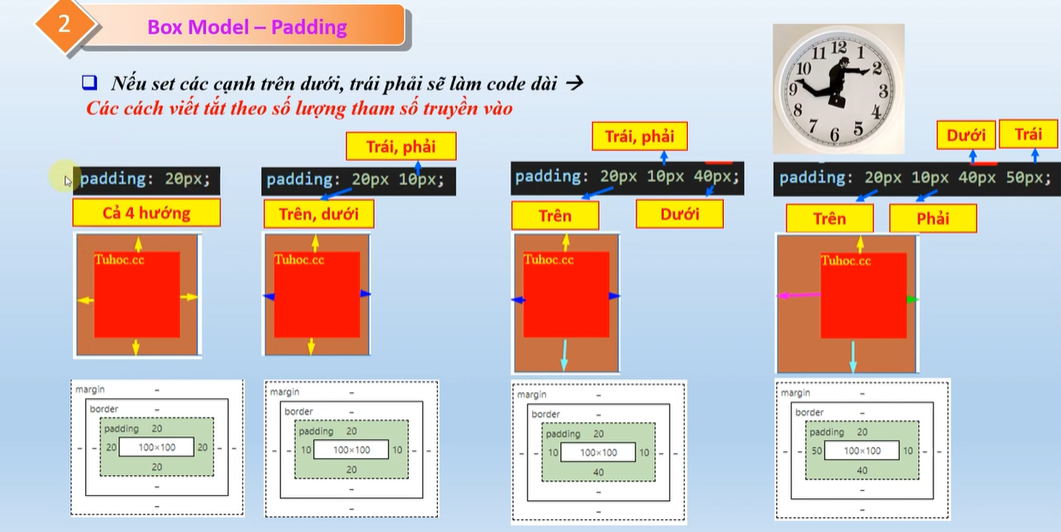 2
Box Model – Padding
Nếu set các cạnh trên dưới, trái phải sẽ làm code dài →
Các cách viết tắt theo số lượng tham số truyền vào
11 12 1
10 2
9 3
8 4
7 6 5
Trái, phải
Trái, phải
Dưới
Trái
padding: 20px;
padding: 20px 10px;
padding: 20px 10px 40px;
padding: 20px 10px 40px 50px;
Cả 4 hướng
Trên, dưới
Trên
Dưới
Trên
Phải
Tuhoc.cc
Tuhoc.cc
Tuhoc.cc
Tuhoc.cc
margin –
border –
padding 20
– – 20 100×100 20 – –
20
–
–
margin –
border –
padding 20
– – 10 100×100 10 – –
20
–
–
margin –
border –
padding 20
– – 10 100×100 10 – –
40
–
–
margin –
border –
padding 20
– – 50 100×100 10 – –
40
–
–